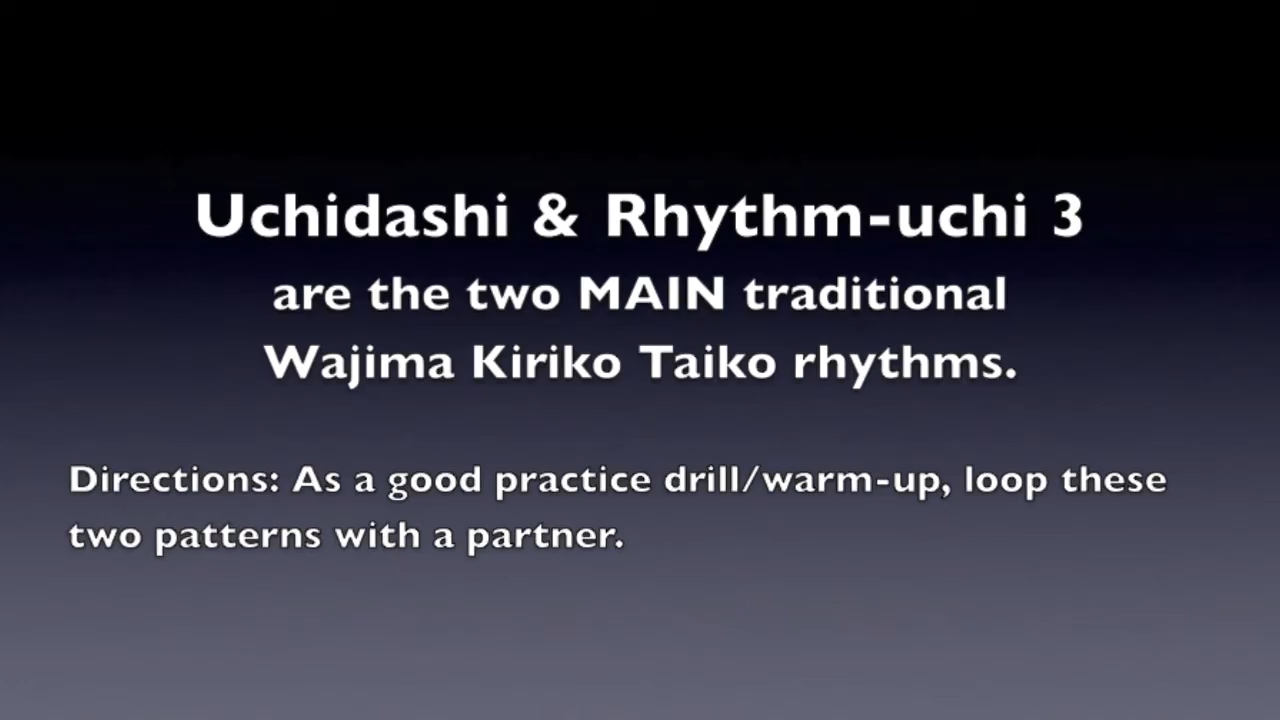 Uchidashi & Rhythm-uchi 3
are the two MAIN traditional
Wajima Kiriko Taiko rhythms.
Directions: As a good practice drill/warm-up, loop these
two patterns with a partner.